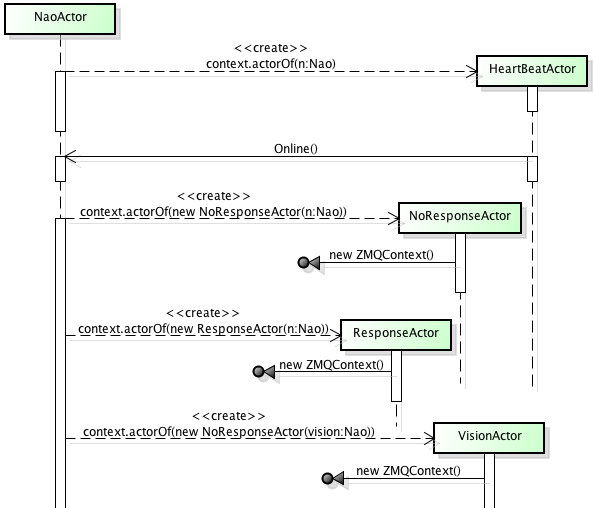 NaoActor
<<create>>
context.actorOf(n:Nao)
HeartBeatActor
Online()
<<create>>
context.actorOf(new NoResponseActor(n:Nao))
NoResponseActor
new ZMQContext()
<<create>>
context.actorOf(new ResponseActor(n:Nao))
ResponseActor
new ZMQContext()
<<create>>
context.actorOf(new NoResponseActor(vision:Nao))
VisionActor
new ZMQContext()